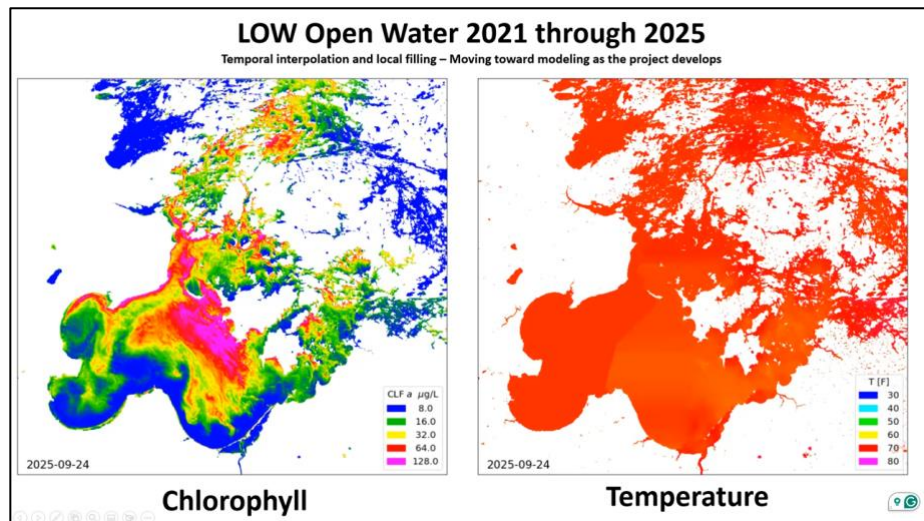 LOW Open Water 2021 through 2025
Temporal interpolation and local filling – Moving toward modeling as the project develops
CLF a μg/L
8.0
16.0
32.0
64.0
128.0
2025-09-24
T [F]
30
40
50
60
70
80
2025-09-24
Chlorophyll
Temperature